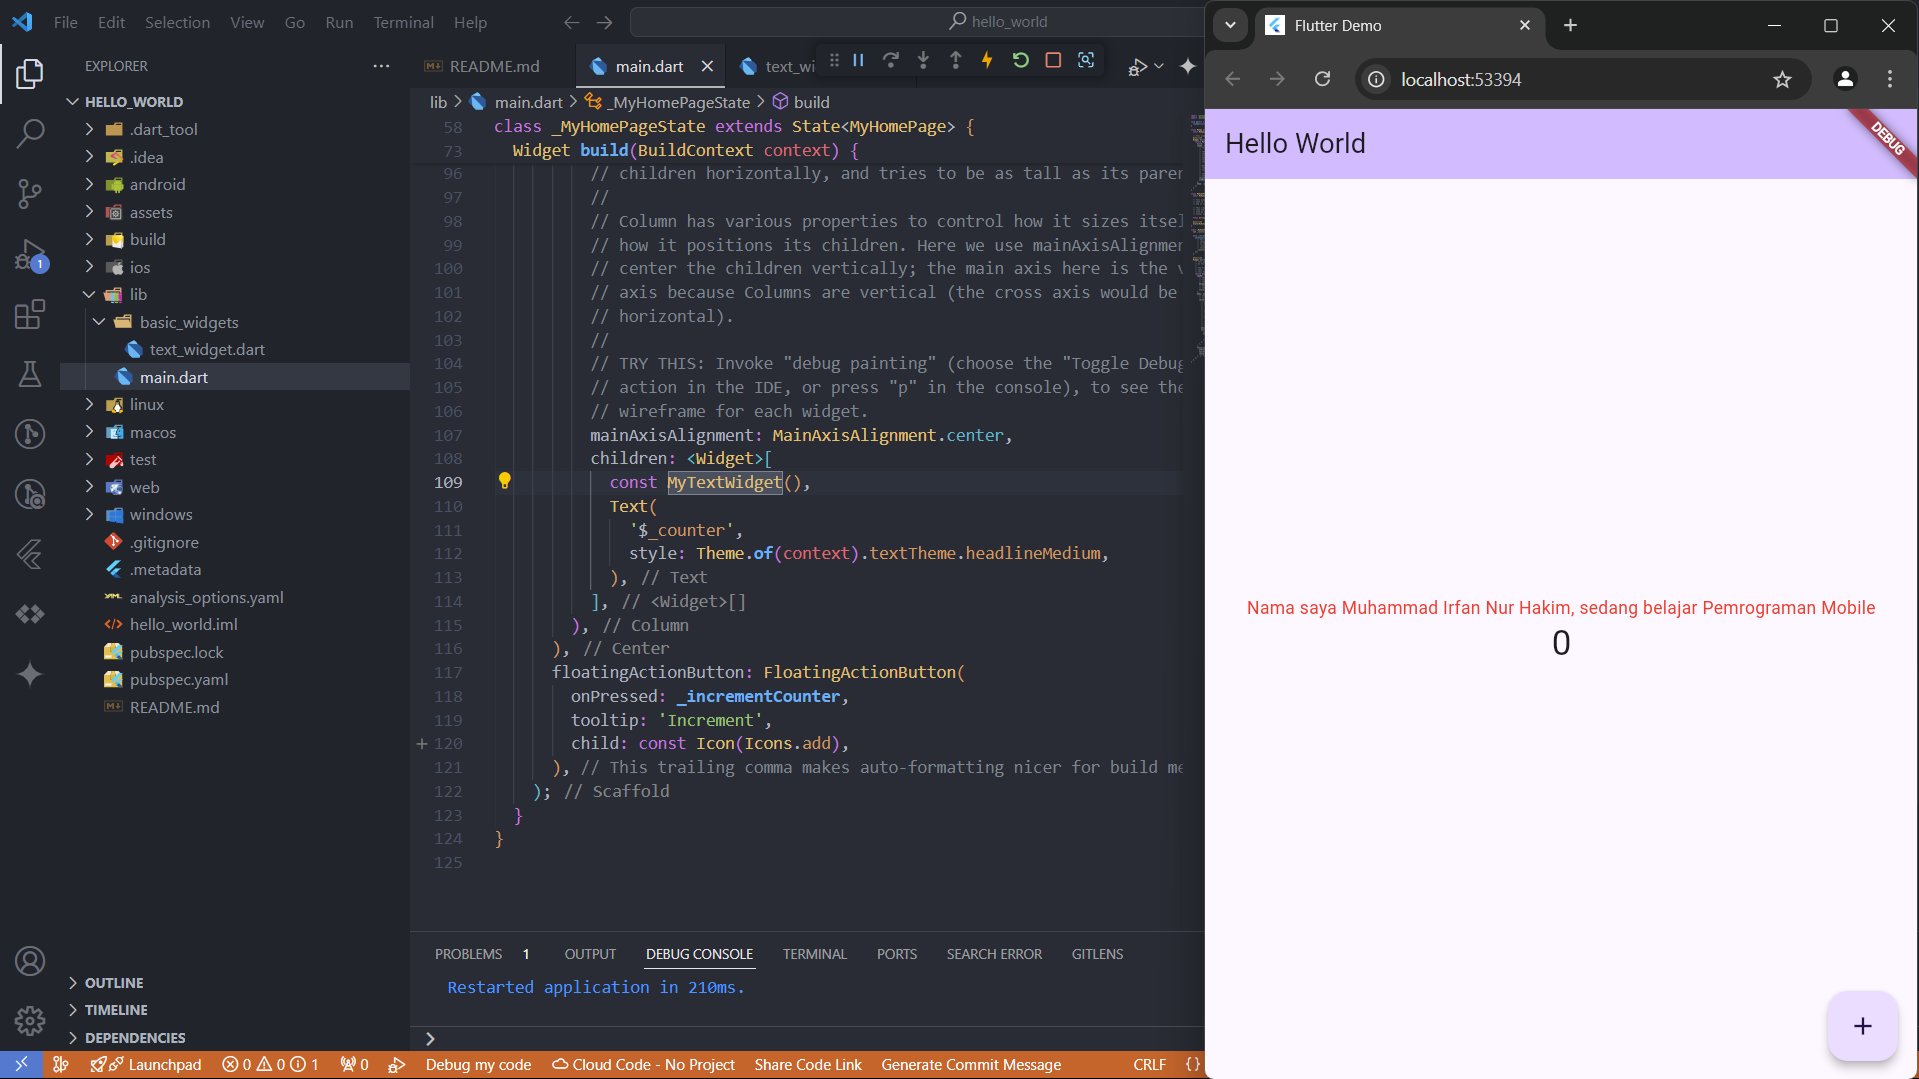 File Edit Selection View Go Run Terminal Help
hello_world
EXPLORER
HELLO_WORLD
.dart_tool
.idea
android
assets
build
ios
lib
basic_widgets
text_widget.dart
main.dart
linux
macos
test
web
windows
.gitignore
.metadata
analysis_options.yaml
hello_world.iml
pubspec.lock
pubspec.yaml
README.md
OUTLINE
TIMELINE
DEPENDENCIES
1
README.md main.dart text_wi
lib > main.dart > _MyHomePageState > build
58 class _MyHomePageState extends State<MyHomePage> {
73 Widget build(BuildContext context) {
96 // children horizontally, and tries to be as tall as its paren
97 //
98 // Column has various properties to control how it sizes itsel
99 // how it positions its children. Here we use mainAxisAlignmen
100 // center the children vertically; the main axis here is the v
101 // axis because Columns are vertical (the cross axis would be
102 // horizontal).
103 //
104 // TRY THIS: Invoke "debug painting" (choose the "Toggle Debug
105 // action in the IDE, or press "p" in the console), to see the
106 // wireframe for each widget.
107 mainAxisAlignment: MainAxisAlignment.center,
108 children: <Widget>[
109 const MyTextWidget(),
110 Text(
111 '$_counter',
112 style: Theme.of(context).textTheme.headlineMedium,
113 ), // Text
114 ], // <Widget>[]
115 ), // Column
116 ), // Center
117 floatingActionButton: FloatingActionButton(
118 onPressed: _incrementCounter,
119 tooltip: 'Increment',
120 child: const Icon(Icons.add),
121 ), // This trailing comma makes auto-formatting nicer for build me
122 ); // Scaffold
123 }
124 }
125
PROBLEMS 1 OUTPUT DEBUG CONSOLE TERMINAL PORTS SEARCH ERROR GITLENS
Restarted application in 210ms.
Launchpad 0 0 1 0 Debug my code Cloud Code - No Project Share Code Link Generate Commit Message CRLF {}
Flutter Demo
localhost:53394
Hello World
DEBUG
Nama saya Muhammad Irfan Nur Hakim, sedang belajar Pemrograman Mobile
0
+